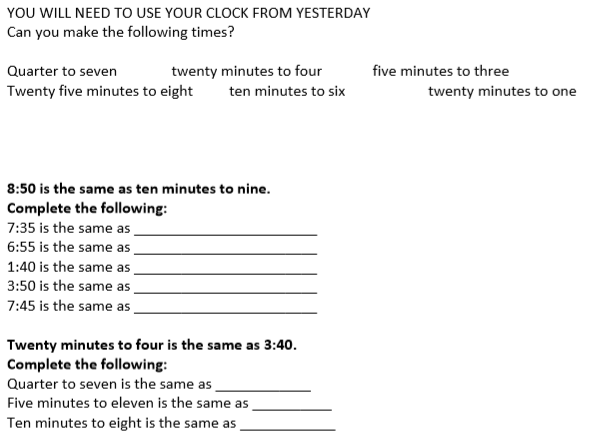 YOU WILL NEED TO USE YOUR CLOCK FROM YESTERDAY
Can you make the following times?
Quarter to seven twenty minutes to four five minutes to three
Twenty five minutes to eight ten minutes to six twenty minutes to one
8:50 is the same as ten minutes to nine.
Complete the following:
7:35 is the same as ____________________
6:55 is the same as ____________________
1:40 is the same as ____________________
3:50 is the same as ____________________
7:45 is the same as ____________________
Twenty minutes to four is the same as 3:40.
Complete the following:
Quarter to seven is the same as ___________
Five minutes to eleven is the same as _________
Ten minutes to eight is the same as ___________